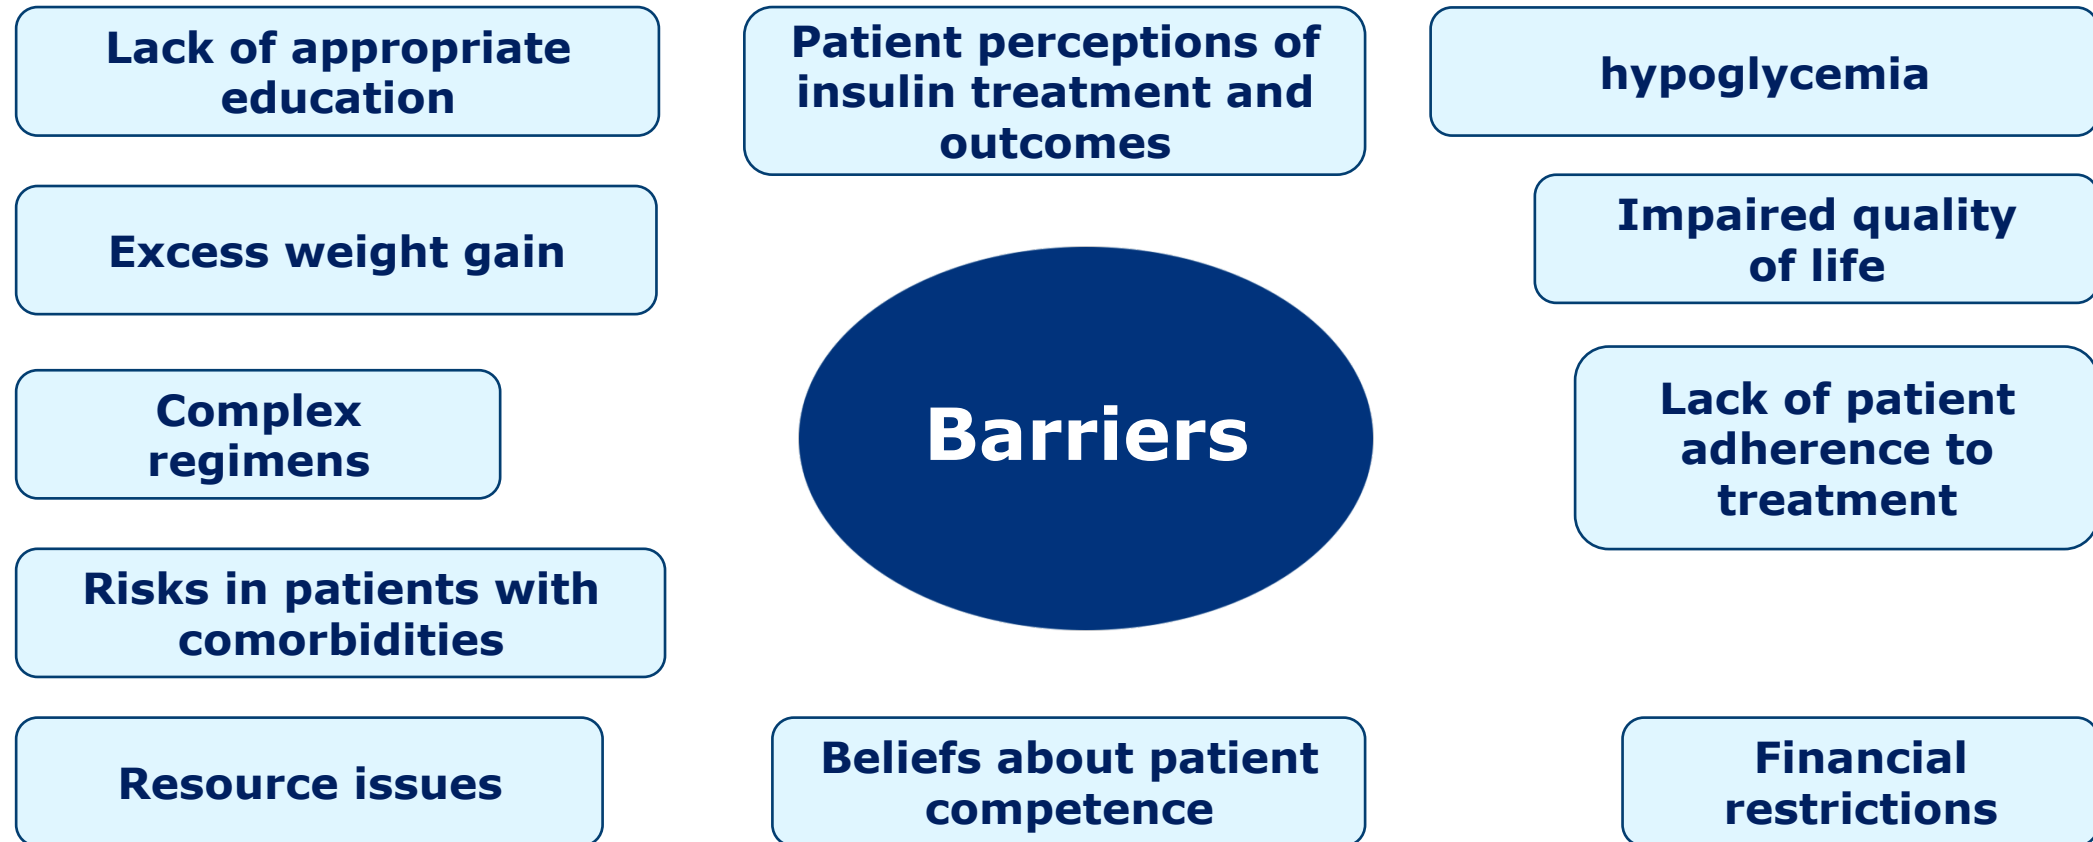 Lack of appropriate
education
Patient perceptions of
insulin treatment and
outcomes
hypoglycemia
Excess weight gain
Impaired quality
of life
Complex
regimens
Barriers
Lack of patient
adherence to
treatment
Risks in patients with
comorbidities
Resource issues
Beliefs about patient
competence
Financial
restrictions